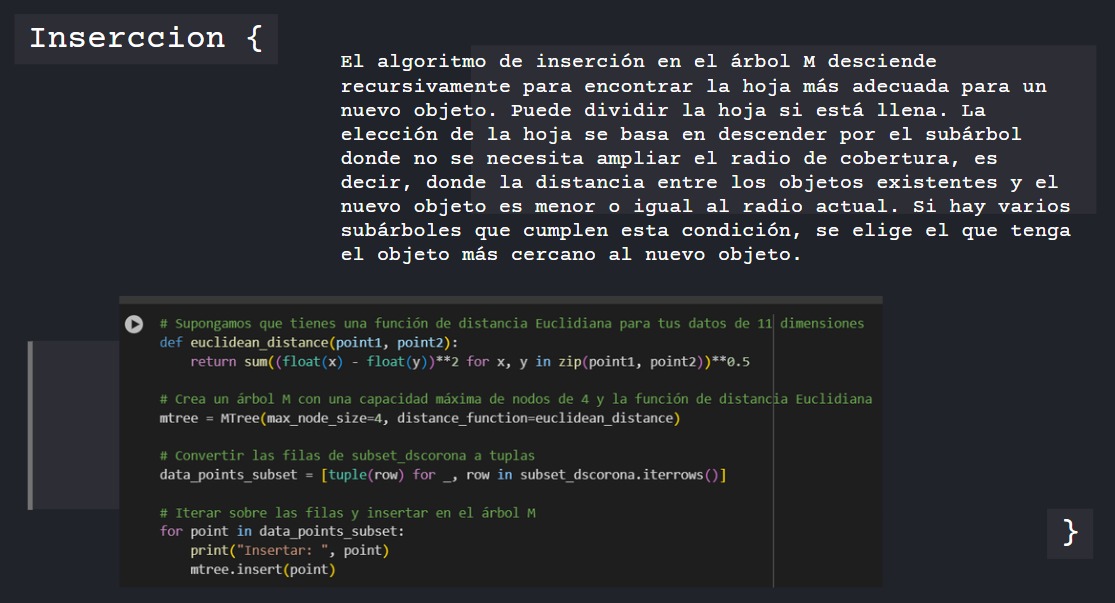 Inserccion {
El algoritmo de inserción en el árbol M desciende
recursivamente para encontrar la hoja más adecuada para un
nuevo objeto. Puede dividir la hoja si está llena. La
elección de la hoja se basa en descender por el subárbol
donde no se necesita ampliar el radio de cobertura, es
decir, donde la distancia entre los objetos existentes y el
nuevo objeto es menor o igual al radio actual. Si hay varios
subárboles que cumplen esta condición, se elige el que tenga
el objeto más cercano al nuevo objeto.
# Supongamos que tienes una función de distancia Euclidiana para tus datos de 11 dimensiones
def euclidean_distance(point1, point2):
    return sum((float(x) - float(y))**2 for x, y in zip(point1, point2))**0.5
# Crea un árbol M con una capacidad máxima de nodos de 4 y la función de distancia Euclidiana
mtree = MTree(max_node_size=4, distance_function=euclidean_distance)
# Convertir las filas de subset_dscorona a tuplas
data_points_subset = [tuple(row) for _, row in subset_dscorona.iterrows()]
# Iterar sobre las filas y insertar en el árbol M
for point in data_points_subset:
    print("Insertar: ", point)
    mtree.insert(point)
}